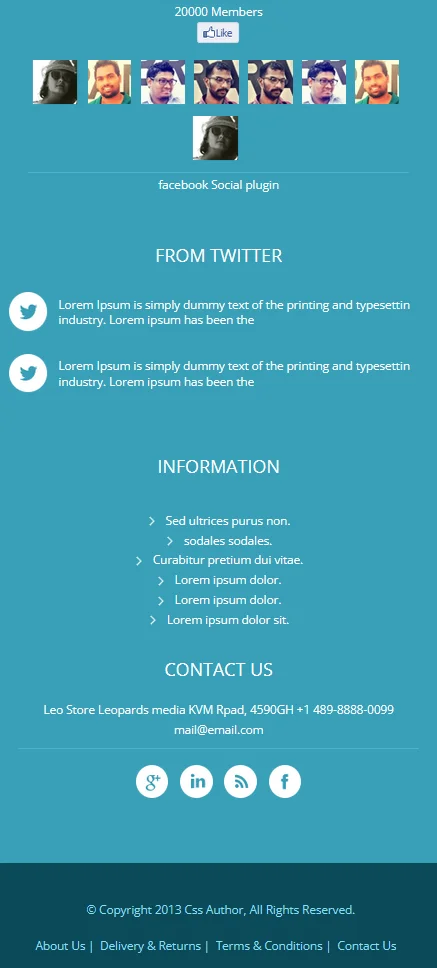 20000 Members
Like
facebook Social plugin
FROM TWITTER
Lorem Ipsum is simply dummy text of the printing and typesettin
industry. Lorem ipsum has been the
Lorem Ipsum is simply dummy text of the printing and typesettin
industry. Lorem ipsum has been the
INFORMATION
Sed ultrices purus non.
sodales sodales.
Curabitur pretium dui vitae.
Lorem ipsum dolor.
Lorem ipsum dolor.
Lorem ipsum dolor sit.
CONTACT US
Leo Store Leopards media KVM Rpad, 4590GH +1 489-8888-0099
mail@email.com
g+ in f
© Copyright 2013 Css Author, All Rights Reserved.
About Us | Delivery & Returns | Terms & Conditions | Contact Us